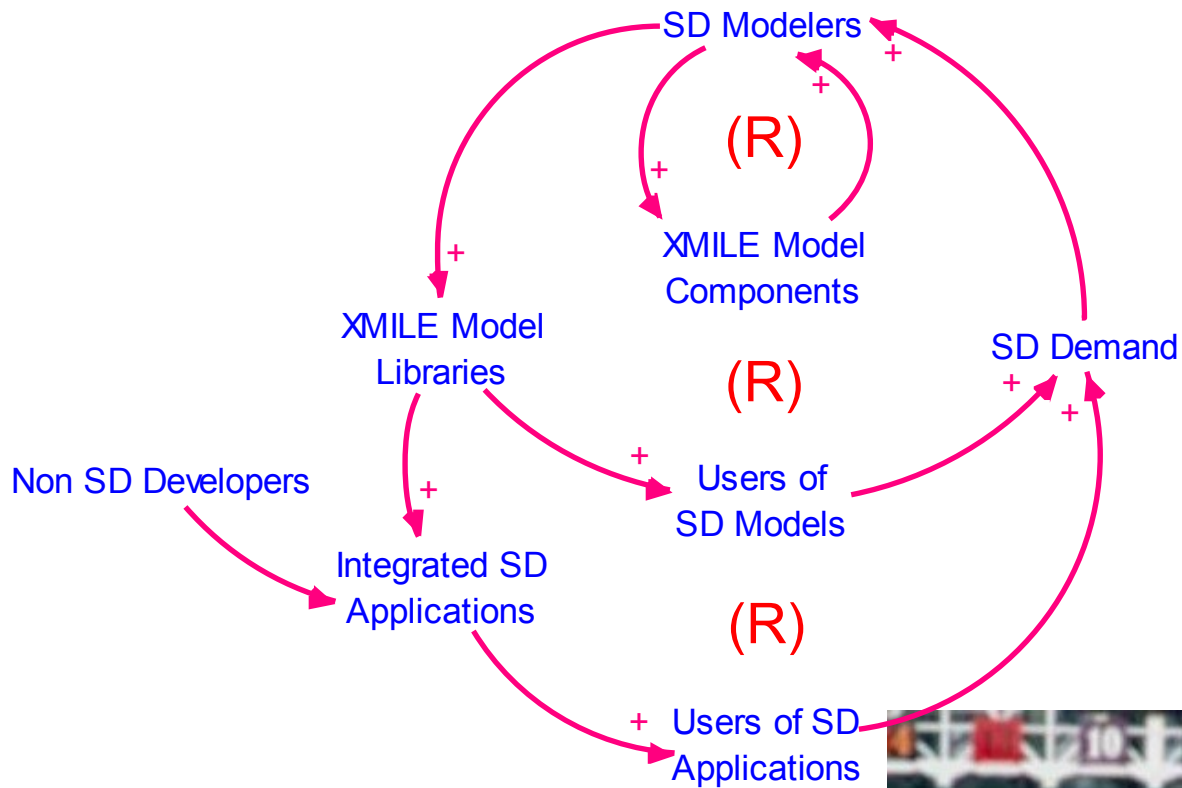 SD Modelers
+
+
(R)
+
XMILE Model
Components
+
XMILE Model
Libraries
SD Demand
(R)
+
+
+
Users of
SD Models
Non SD Developers
+
Integrated SD
Applications
(R)
+
Users of SD
Applications
4
10